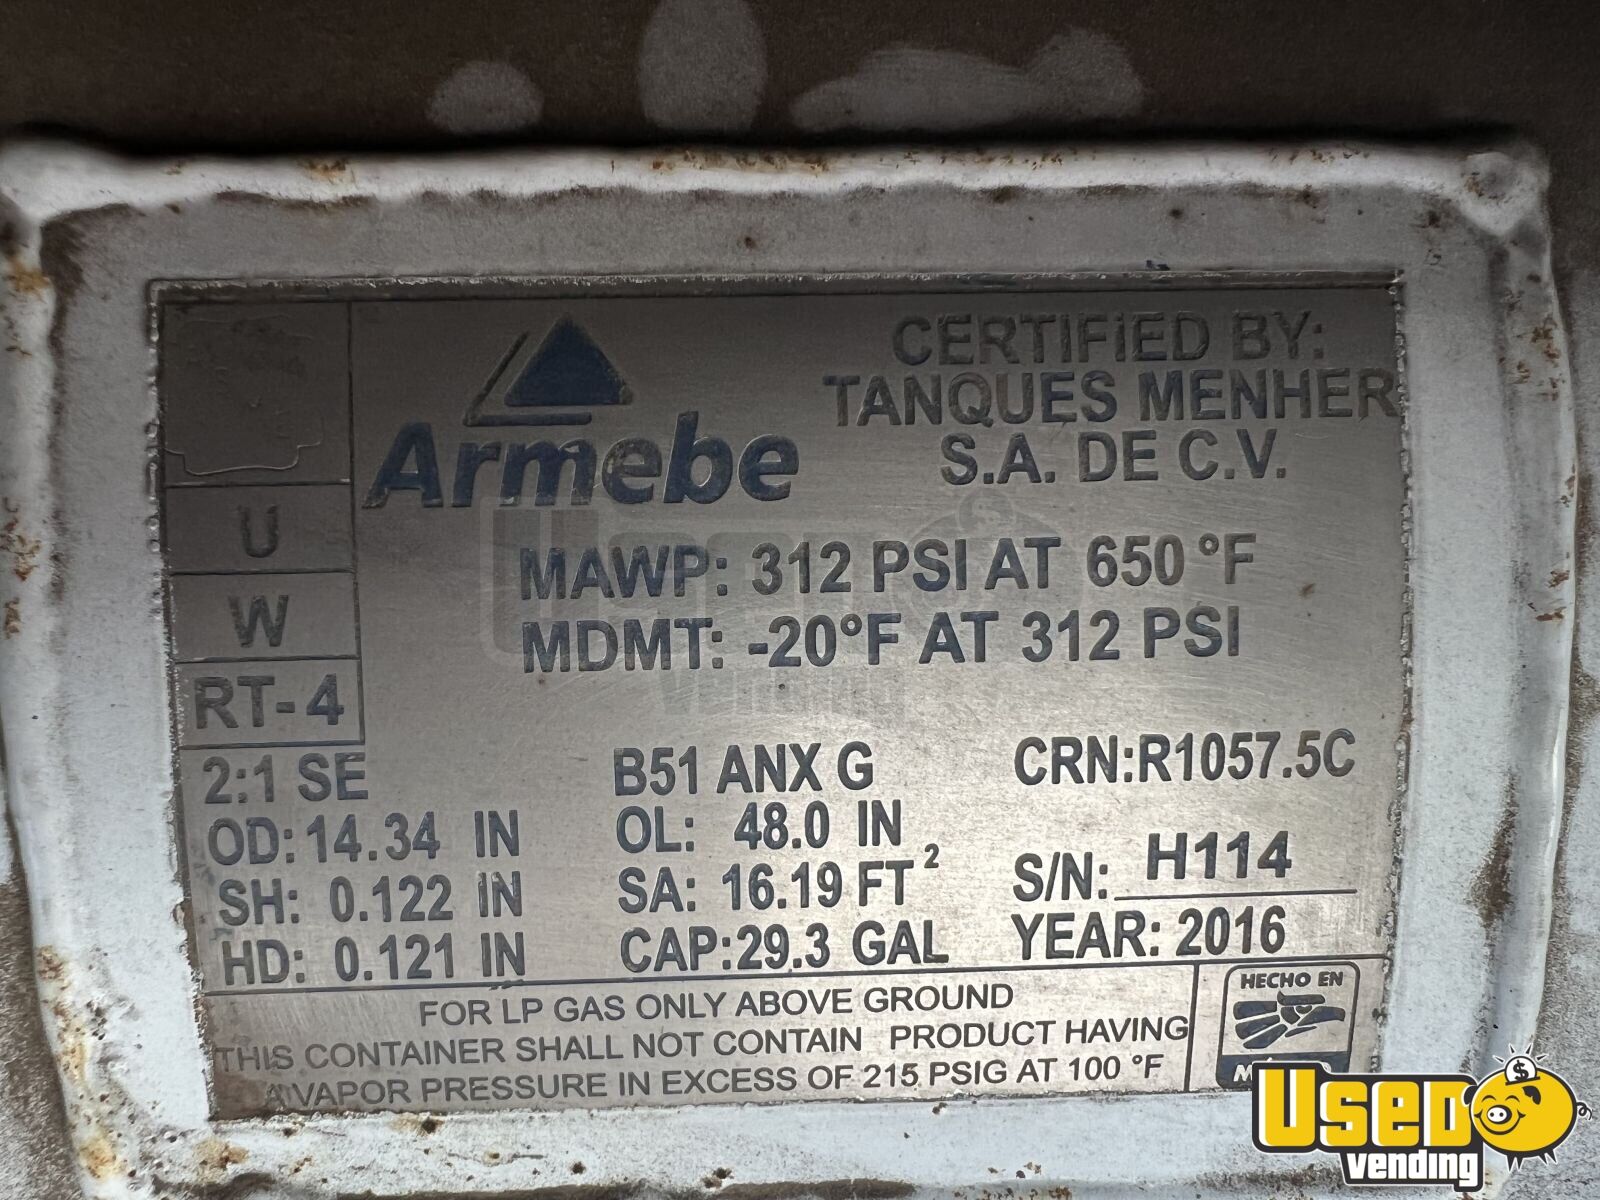 CERTIFIED BY:
Armebe
TANQUES MENHER
S.A. DE C.V.
U
W
RT-4
MAWP: 312 PSI AT 650 °F
MDMT: -20°F AT 312 PSI
2:1 SE B51 ANX G CRN:R1057.5C
OD: 14.34 IN OL: 48.0 IN
SH: 0.122 IN SA: 16.19 FT² S/N: H114
HD: 0.121 IN CAP: 29.3 GAL YEAR: 2016
FOR LP GAS ONLY ABOVE GROUND
THIS CONTAINER SHALL NOT CONTAIN PRODUCT HAVING
A VAPOR PRESSURE IN EXCESS OF 215 PSIG AT 100 °F
HECHO EN
Used
Vending
Used
Vending